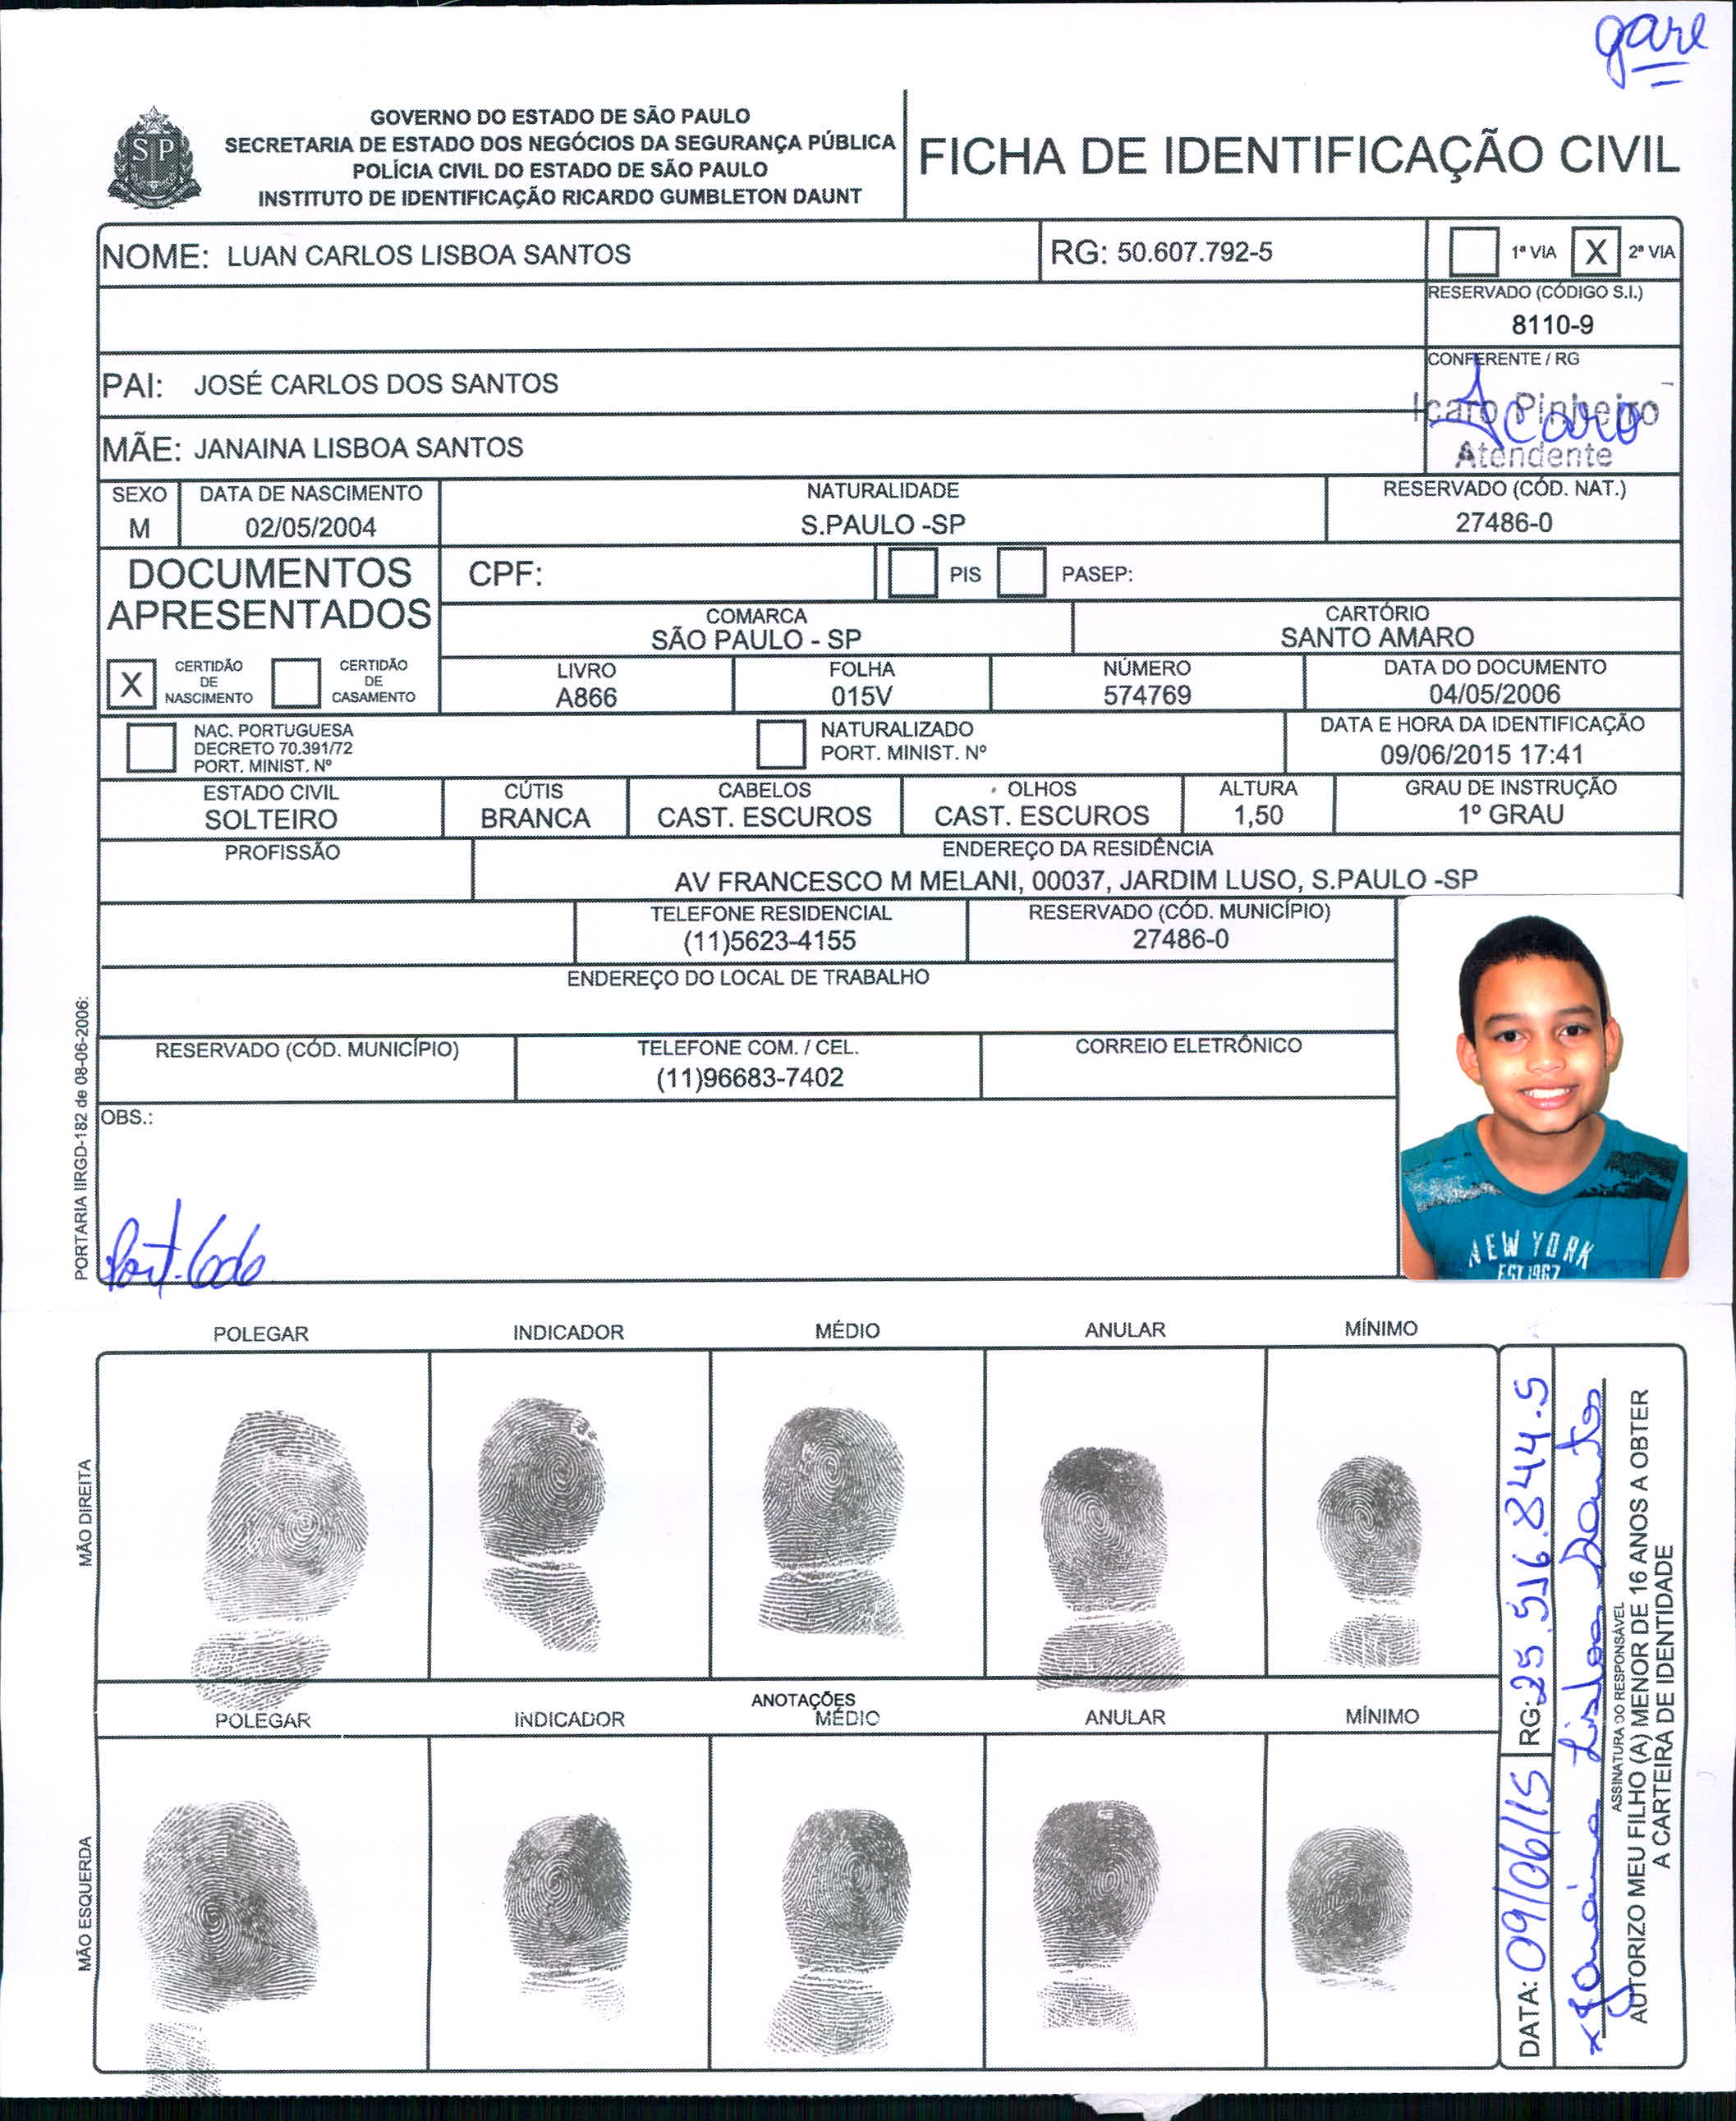 gare
GOVERNO DO ESTADO DE SÃO PAULO
SECRETARIA DE ESTADO DOS NEGÓCIOS DA SEGURANÇA PÚBLICA
POLÍCIA CIVIL DO ESTADO DE SÃO PAULO
INSTITUTO DE IDENTIFICAÇÃO RICARDO GUMBLETON DAUNT
FICHA DE IDENTIFICAÇÃO CIVIL
SP
NOME: LUAN CARLOS LISBOA SANTOS
RG: 50.607.792-5
1ª VIA X 2ª VIA
RESERVADO (CÓDIGO S.I.)
8110-9
PAI: JOSÉ CARLOS DOS SANTOS
CONFERENTE / RG
Icaro Pinheiro
Icaro
Atendente
MÃE: JANAINA LISBOA SANTOS
SEXO
M
DATA DE NASCIMENTO
02/05/2004
NATURALIDADE
S.PAULO -SP
RESERVADO (CÓD. NAT.)
27486-0
DOCUMENTOS
APRESENTADOS
CPF:
PIS
PASEP:
COMARCA
SÃO PAULO - SP
CARTÓRIO
SANTO AMARO
X CERTIDÃO
DE
NASCIMENTO
CERTIDÃO
DE
CASAMENTO
LIVRO
A866
FOLHA
015V
NÚMERO
574769
DATA DO DOCUMENTO
04/05/2006
NAC. PORTUGUESA
DECRETO 70.391/72
PORT. MINIST. Nº
NATURALIZADO
PORT. MINIST. Nº
DATA E HORA DA IDENTIFICAÇÃO
09/06/2015 17:41
ESTADO CIVIL
SOLTEIRO
CÚTIS
BRANCA
CABELOS
CAST. ESCUROS
OLHOS
CAST. ESCUROS
ALTURA
1,50
GRAU DE INSTRUÇÃO
1º GRAU
PROFISSÃO
ENDEREÇO DA RESIDÊNCIA
AV FRANCESCO M MELANI, 00037, JARDIM LUSO, S.PAULO -SP
TELEFONE RESIDENCIAL
(11)5623-4155
RESERVADO (CÓD. MUNICÍPIO)
27486-0
ENDEREÇO DO LOCAL DE TRABALHO
RESERVADO (CÓD. MUNICÍPIO)
TELEFONE COM. / CEL.
(11)96683-7402
CORREIO ELETRÔNICO
OBS.:
NEW YORK
EST 1967
PORTARIA IIRGD-182 de 08-06-2006:
POLEGAR INDICADOR MÉDIO ANULAR MÍNIMO
MÃO DIREITA
ANOTAÇÕES
POLEGAR INDICADOR MÉDIO ANULAR MÍNIMO
MÃO ESQUERDA
DATA: 09/06/15 RG: 25.516.844-5
x Janaina Lisboa Santos
ASSINATURA DO RESPONSÁVEL
AUTORIZO MEU FILHO (A) MENOR DE 16 ANOS A OBTER
A CARTEIRA DE IDENTIDADE